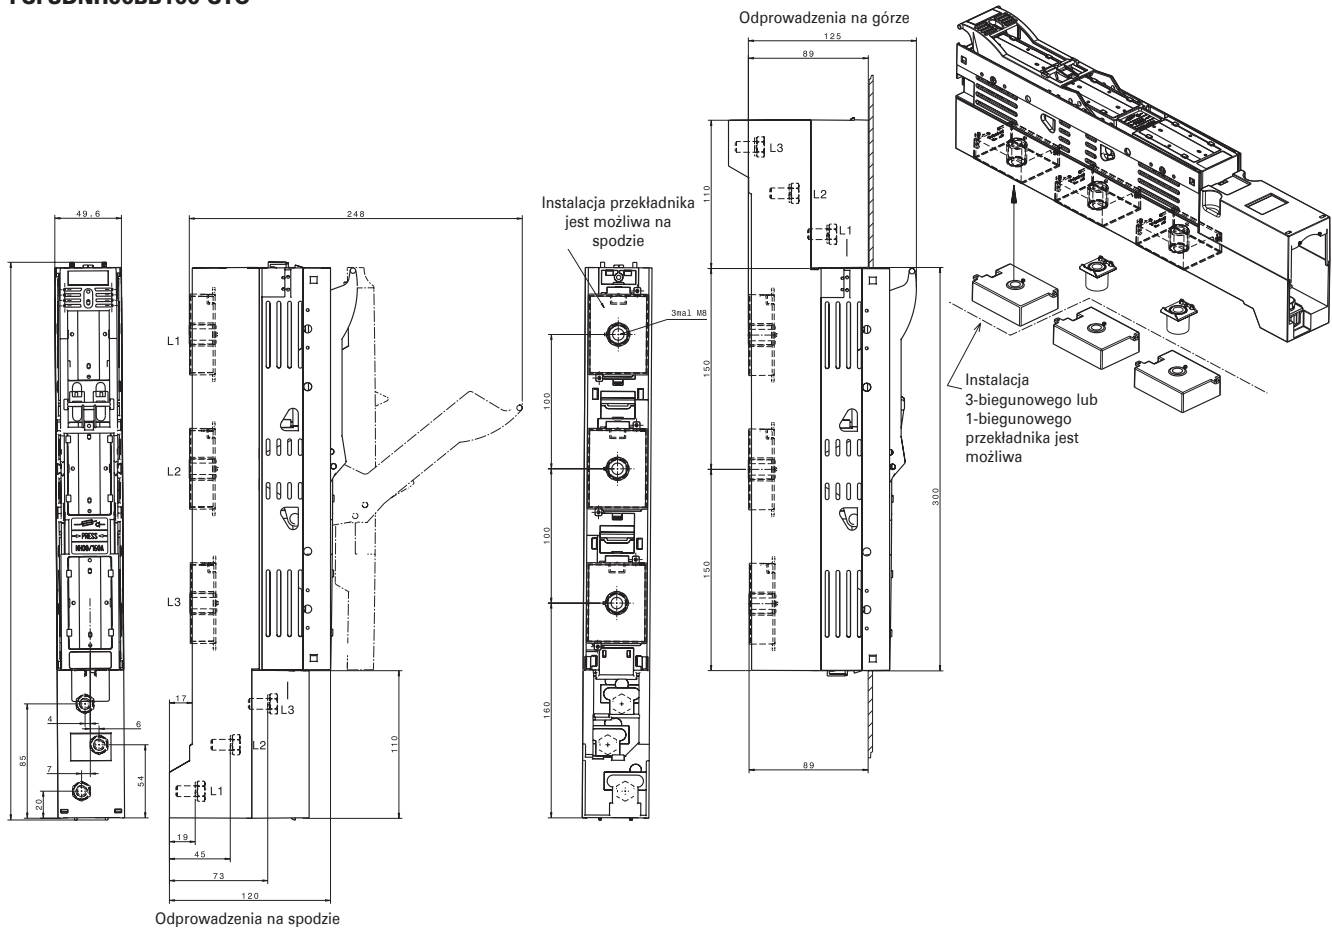 Odprowadzenia na górze
125
89
L3
L2
L1
110
49.6
248
Instalacja przekładnika
jest możliwa na
spodzie
3mal M8
L1
L2
L3
100
100
160
150
150
300
PRESS
NH00/160A
Instalacja
3-biegunowego lub
1-biegunowego
przekładnika jest
możliwa
17
L3
L2
L1
110
4
6
85
7
54
20
89
19
45
73
120
Odprowadzenia na spodzie